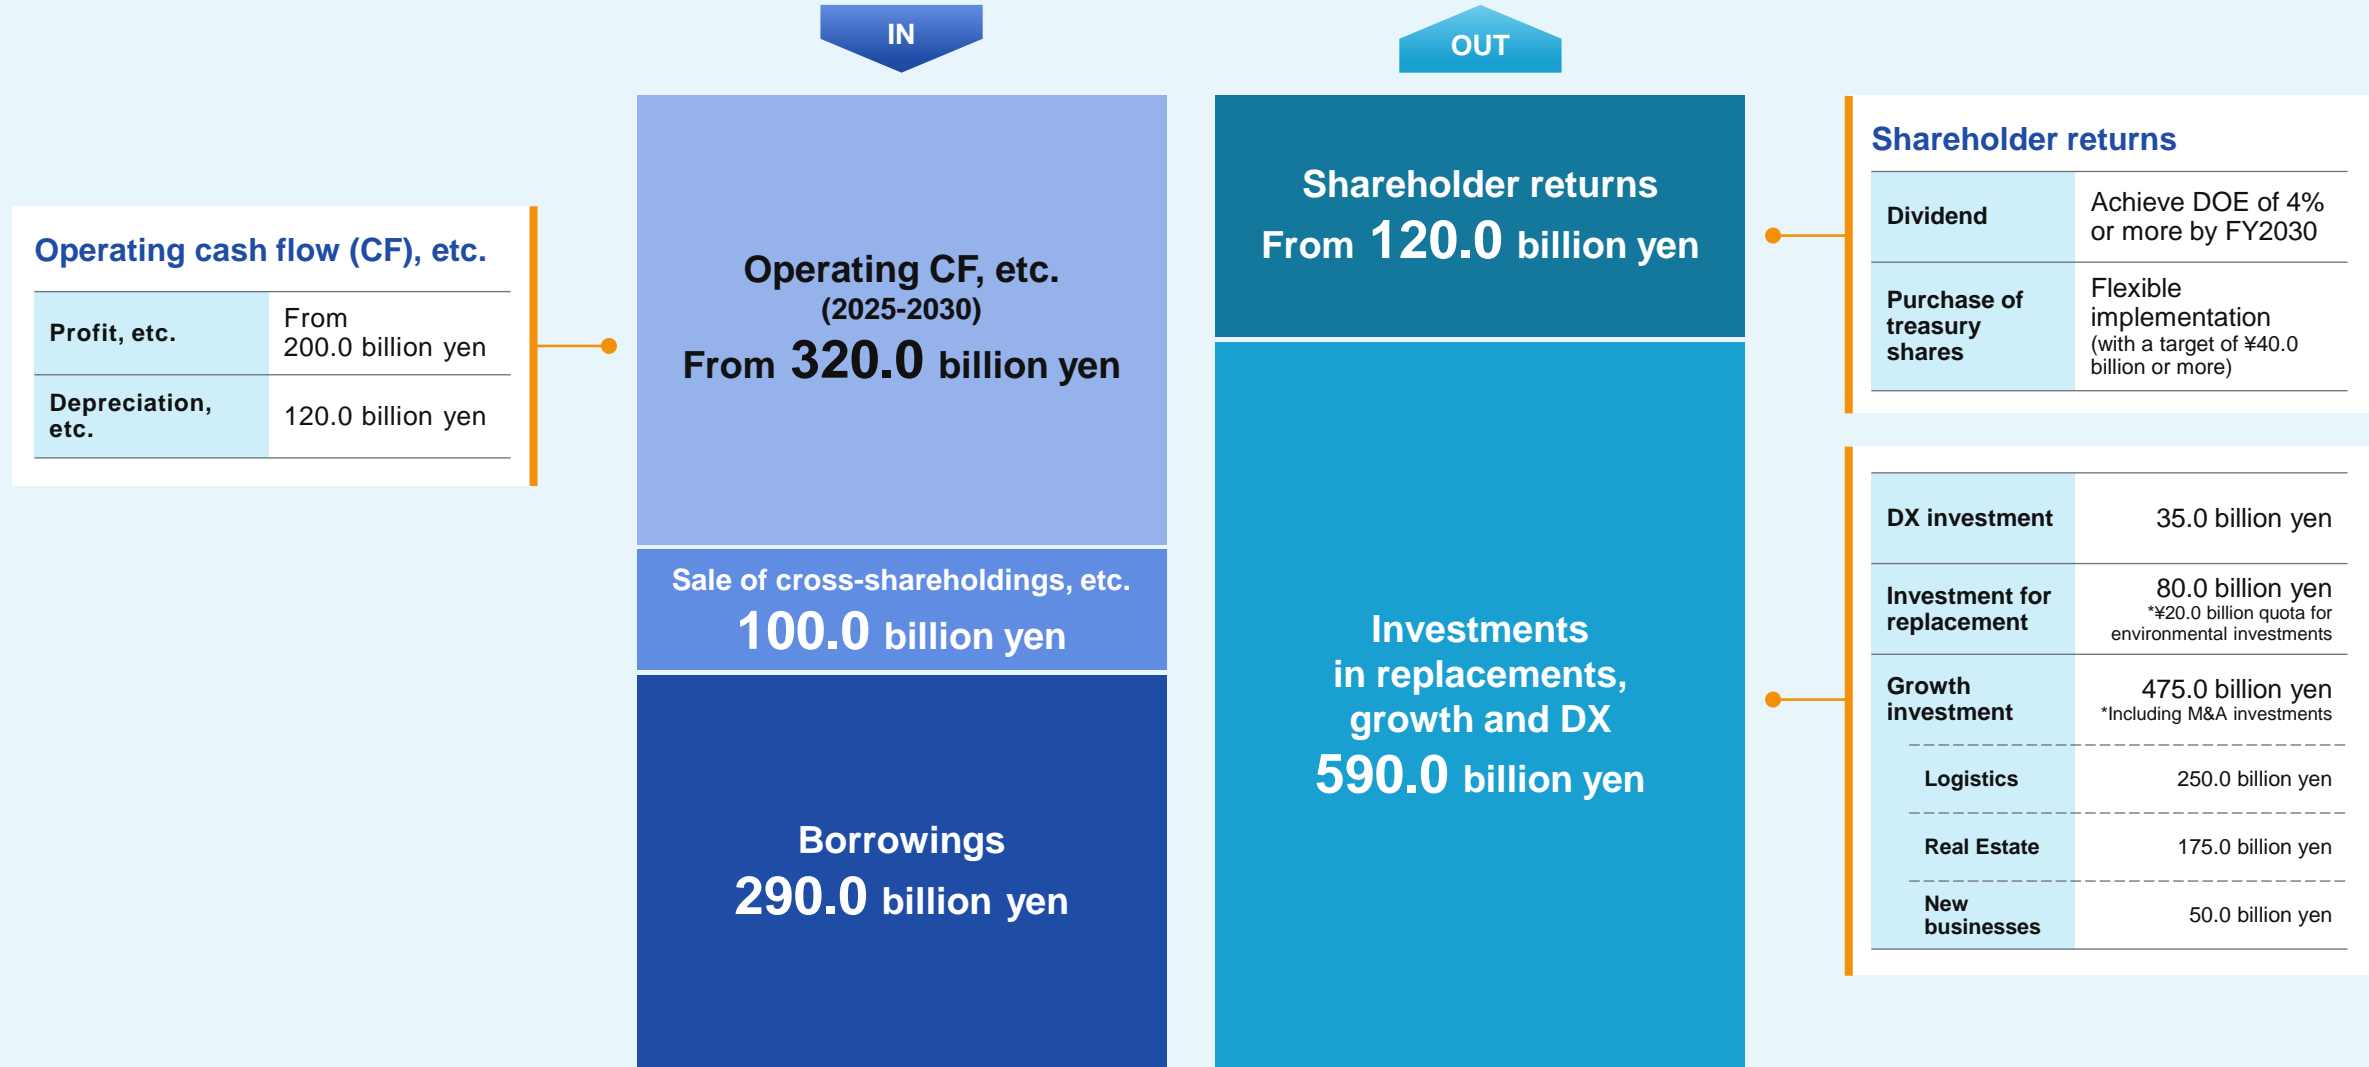 IN
OUT
Operating cash flow (CF), etc.
Profit, etc.
From
200.0 billion yen
Depreciation,
etc.
120.0 billion yen
Operating CF, etc.
(2025-2030)
From 320.0 billion yen
Sale of cross-shareholdings, etc.
100.0 billion yen
Borrowings
290.0 billion yen
Shareholder returns
From 120.0 billion yen
Investments
in replacements,
growth and DX
590.0 billion yen
Shareholder returns
Dividend
Achieve DOE of 4%
or more by FY2030
Purchase of
treasury
shares
Flexible
implementation
(with a target of ¥40.0
billion or more)
DX investment
35.0 billion yen
Investment for
replacement
80.0 billion yen
*¥20.0 billion quota for
environmental investments
Growth
investment
475.0 billion yen
*Including M&A investments
Logistics
250.0 billion yen
Real Estate
175.0 billion yen
New
businesses
50.0 billion yen